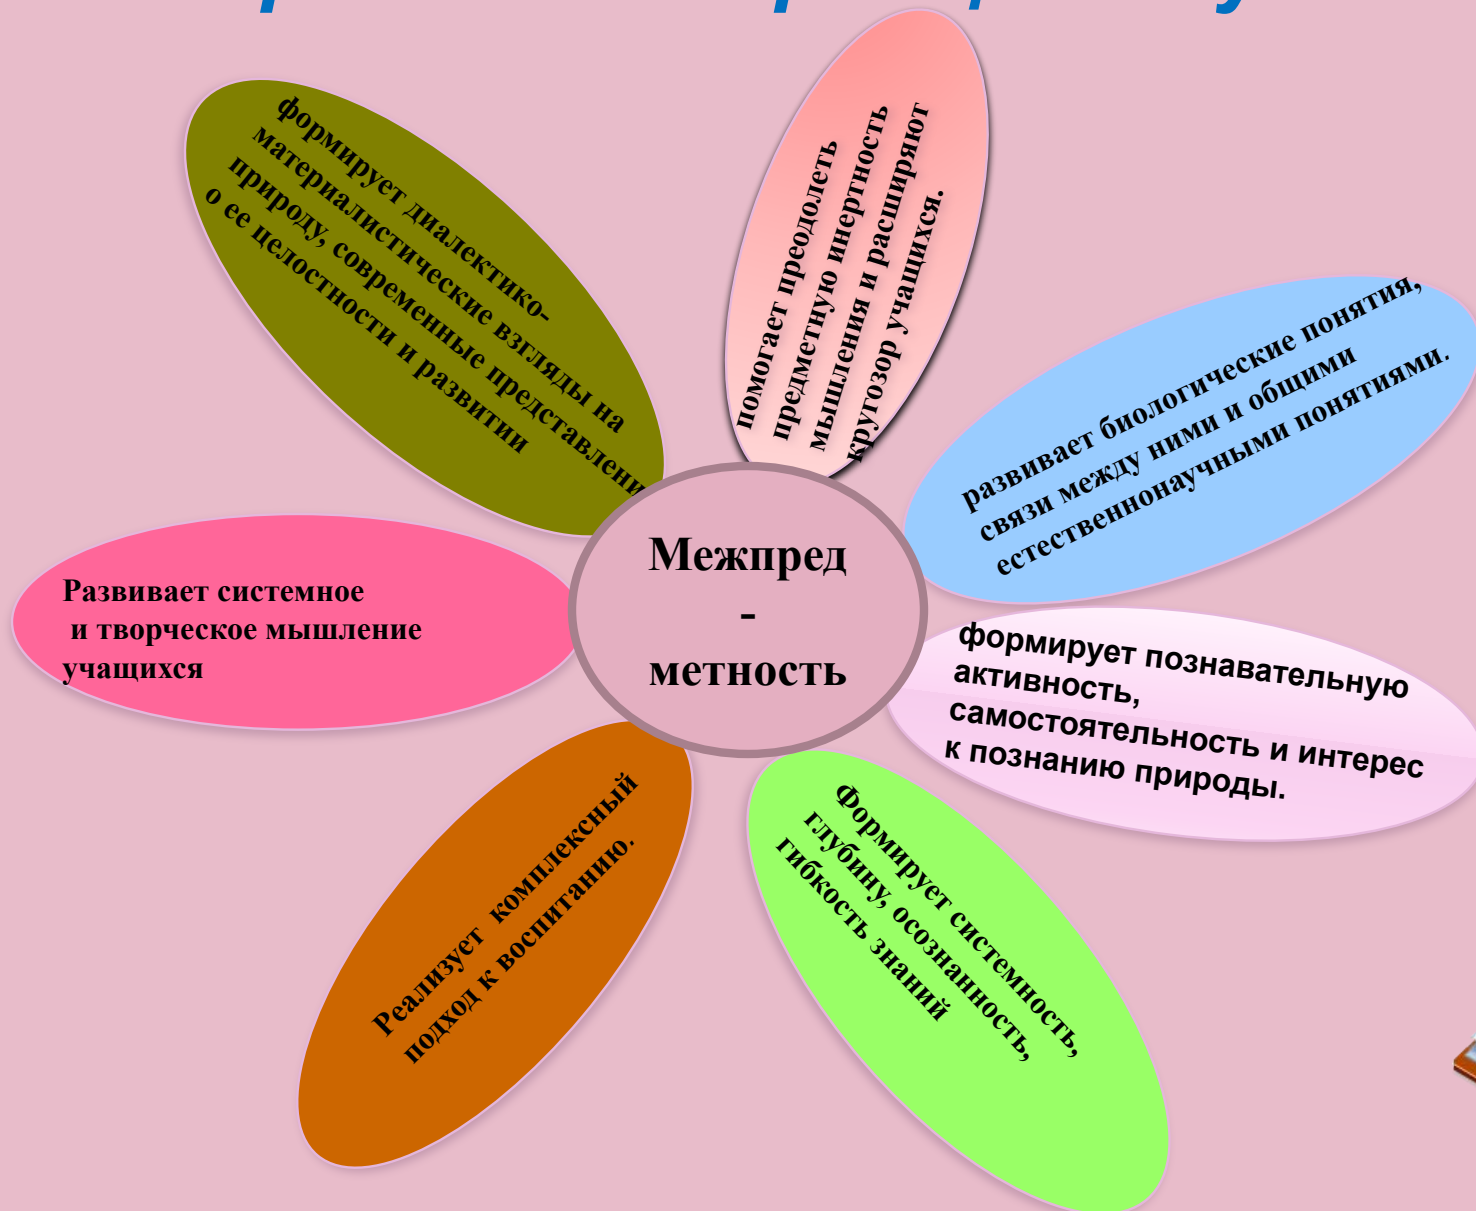 формирует диалектико-
материалистические взгляды на
природу, современные представлени
о ее целостности и развитии
помогает преодолеть
предметную инертность
мышления и расширяют
кругозор учащихся.
развивает биологические понятия,
связи между ними и общими
естественнонаучными понятиями.
Развивает системное
и творческое мышление
учащихся
Межпред
-
метность
формирует познавательную
активность,
самостоятельность и интерес
к познанию природы.
Реализует комплексный
подход к воспитанию.
Формирует системность,
глубину, осознанность,
гибкость знаний